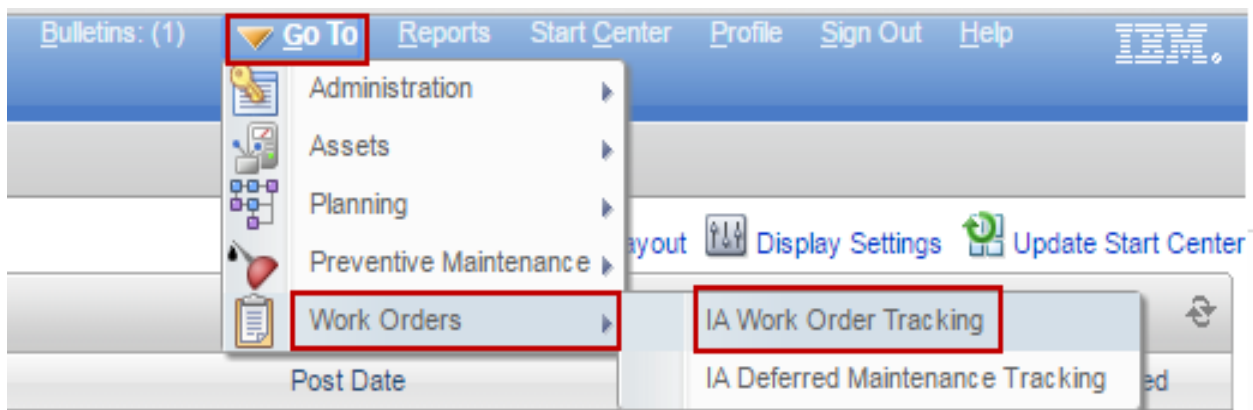 Bulletins: (1) Go To Reports Start Center Profile Sign Out Help IBM.
Administration
Assets
Planning
ayout Display Settings Update Start Center
Preventive Maintenance
Work Orders IA Work Order Tracking
Post Date IA Deferred Maintenance Tracking ed